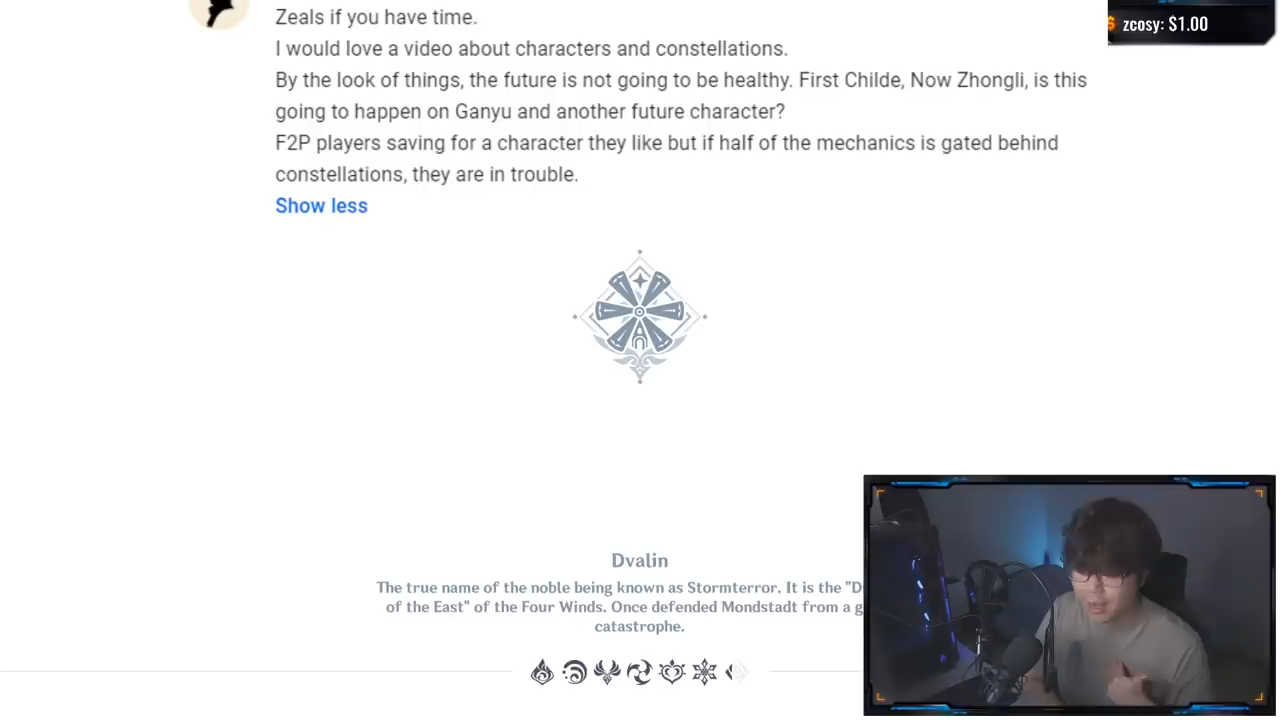 Zeals if you have time.
zcosy: $1.00
I would love a video about characters and constellations.
By the look of things, the future is not going to be healthy. First Childe, Now Zhongli, is this
going to happen on Ganyu and another future character?
F2P players saving for a character they like but if half of the mechanics is gated behind
constellations, they are in trouble.
Show less
Dvalin
The true name of the noble being known as Stormterror. It is the "D
of the East" of the Four Winds. Once defended Mondstadt from a g
catastrophe.